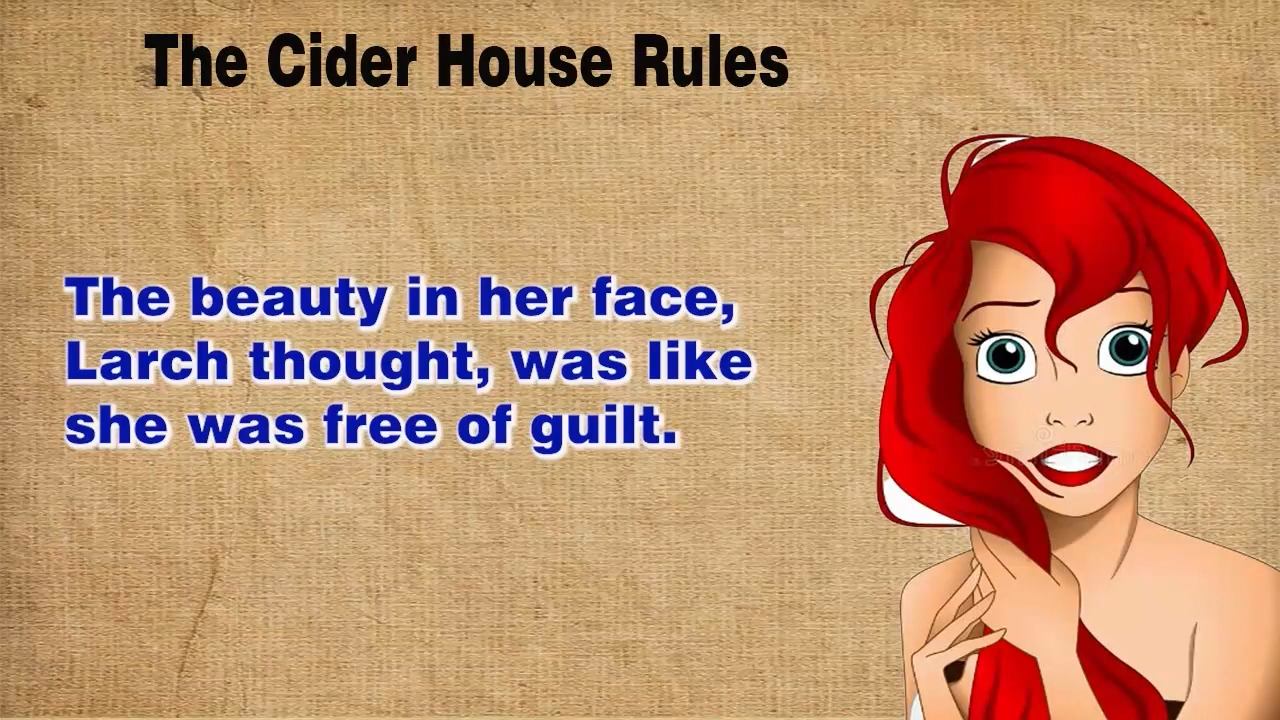 The Cider House Rules
The beauty in her face,
Larch thought, was like
she was free of guilt.